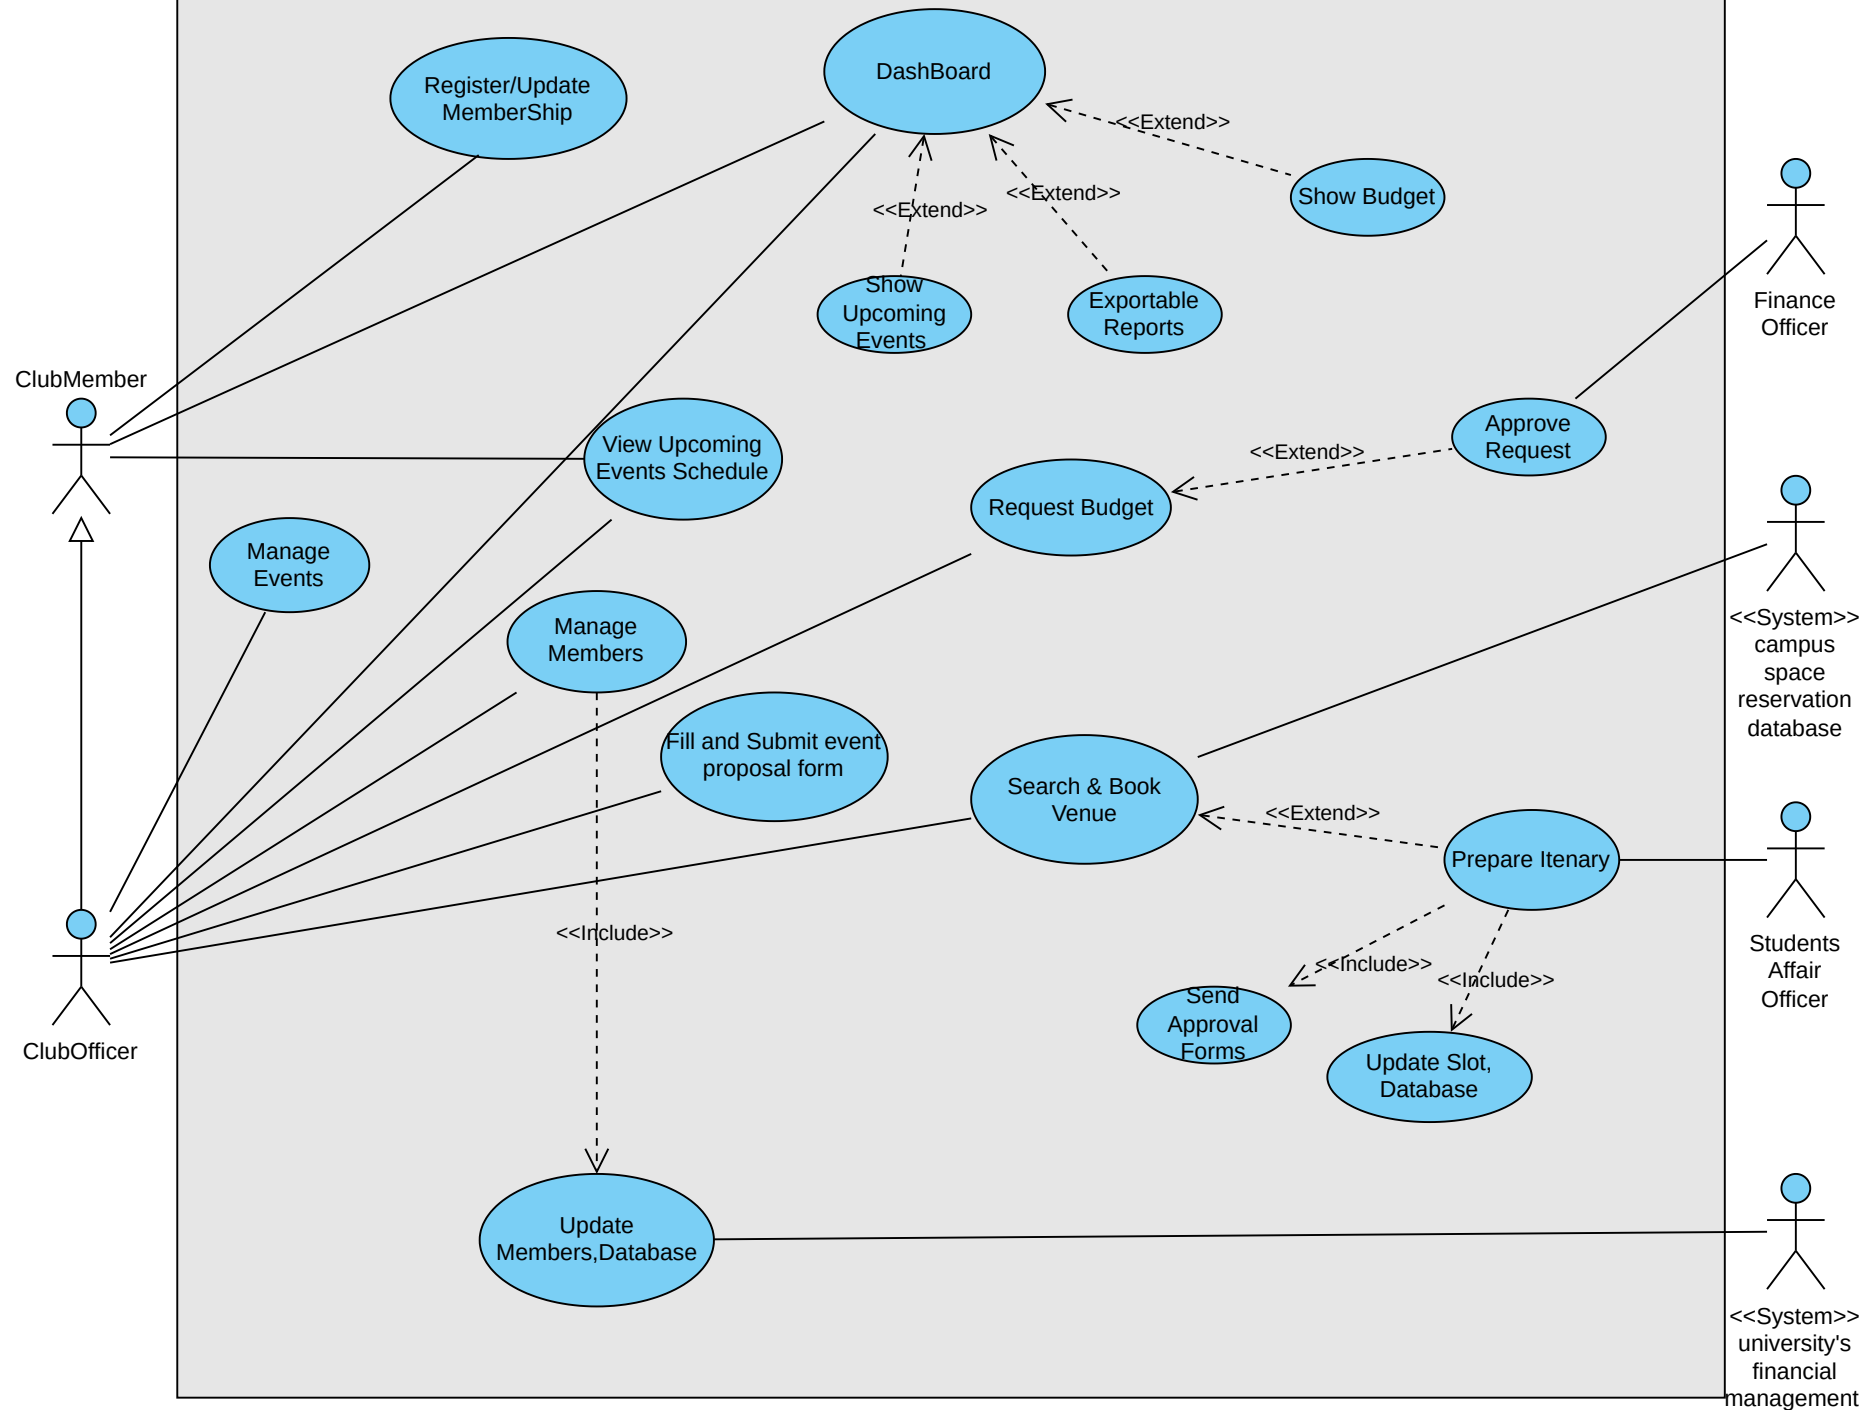 DashBoard
Register/Update
MemberShip
<<Extend>>
Show Budget
<<Extend>>
<<Extend>>
Show
Upcoming
Events
Exportable
Reports
Finance
Officer
ClubMember
View Upcoming
Events Schedule
Approve
Request
<<Extend>>
Request Budget
Manage
Events
Manage
Members
<<System>>
campus
space
reservation
database
Fill and Submit event
proposal form
Search & Book
Venue
<<Extend>>
Prepare Itenary
<<Include>>
<<Include>>
<<Include>>
Students
Affair
Officer
Send
Approval
Forms
ClubOfficer
Update Slot,
Database
Update
Members,Database
<<System>>
university's
financial
management